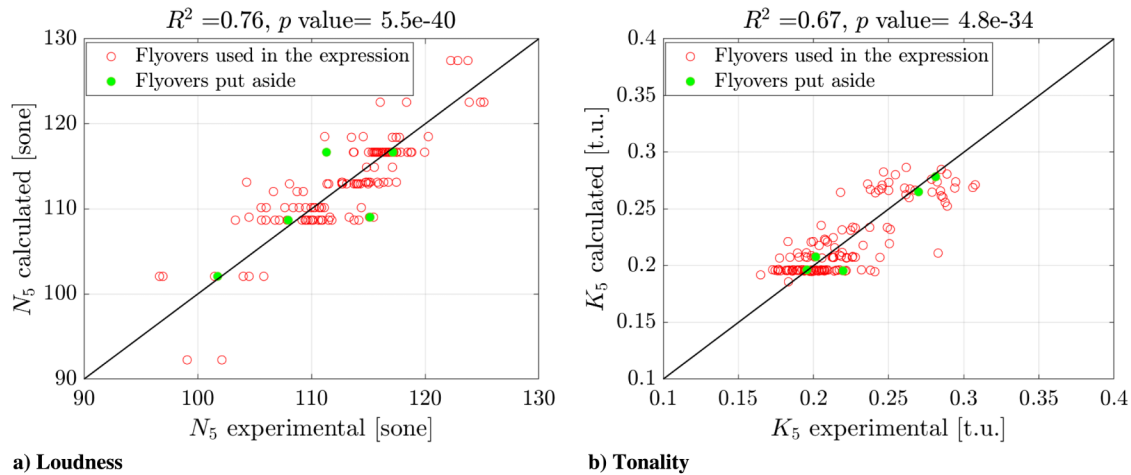 R² =0.76, p value= 5.5e-40
130
120
110
100
90
90 100 110 120 130
N₅ calculated [sone]
N₅ experimental [sone]
Flyovers used in the expression
Flyovers put aside
a) Loudness
R² =0.67, p value= 4.8e-34
0.4
0.35
0.3
0.25
0.2
0.15
0.1
0.1 0.15 0.2 0.25 0.3 0.35 0.4
K₅ calculated [t.u.]
K₅ experimental [t.u.]
Flyovers used in the expression
Flyovers put aside
b) Tonality